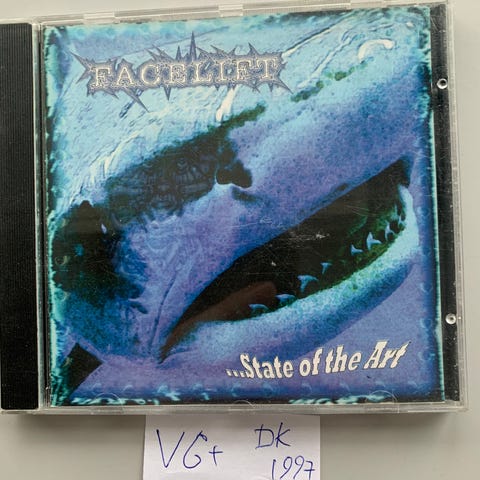 FACELIFT
...State of the Art
VG+ DK
1997